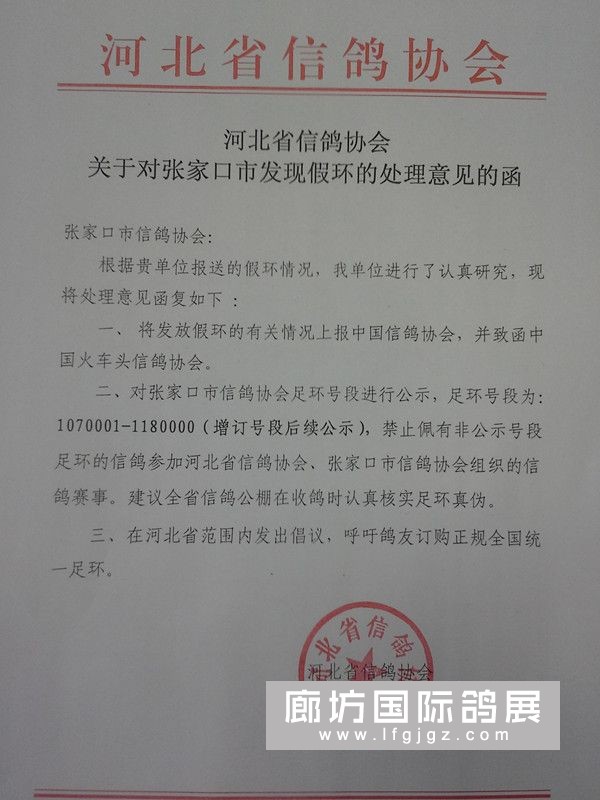 河北省信鸽协会
河北省信鸽协会
关于对张家口市发现假环的处理意见的函
张家口市信鸽协会：
根据贵单位报送的假环情况，我单位进行了认真研究，现
将处理意见函复如下：
一、将发放假环的有关情况上报中国信鸽协会，并致函中
国火车头信鸽协会。
二、对张家口市信鸽协会足环号段进行公示，足环号段为：
1070001-1180000（增订号段后续公示），禁止佩有非公示号段
足环的信鸽参加河北省信鸽协会、张家口市信鸽协会组织的信
鸽赛事。建议全省信鸽公棚在收鸽时认真核实足环真伪。
三、在河北省范围内发出倡议，呼吁鸽友订购正规全国统
一足环。
河北省信鸽
河北省信鸽协会
廊坊国际鸽展
www.lfgjgz.com